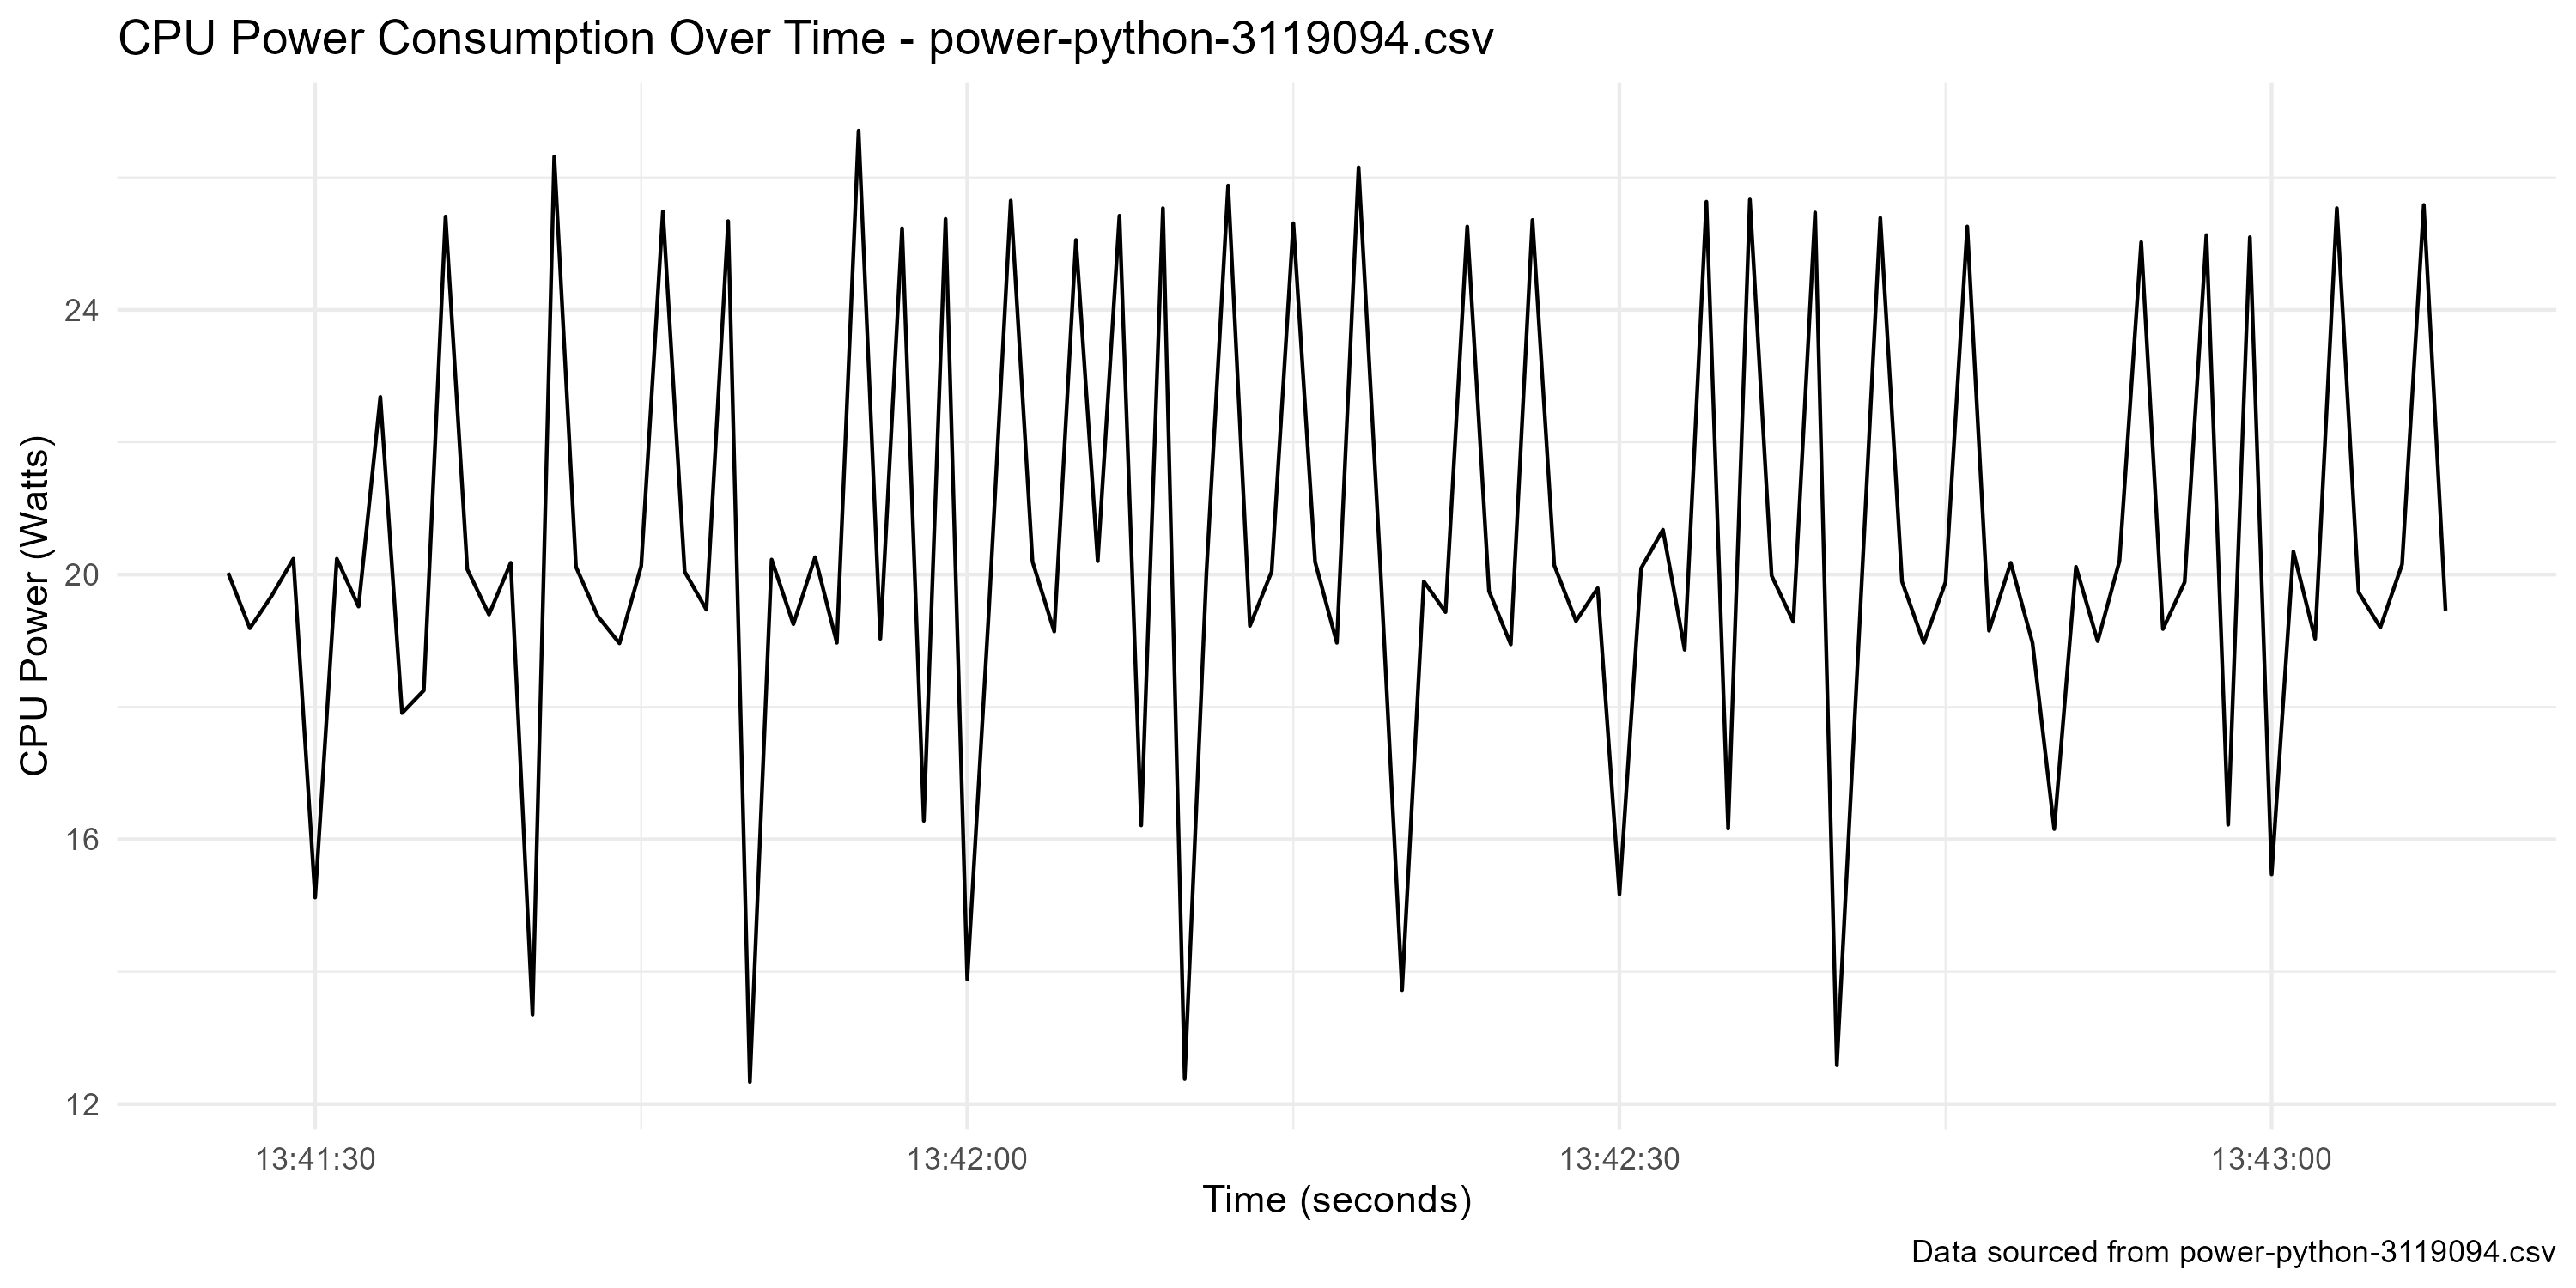 CPU Power Consumption Over Time - power-python-3119094.csv
CPU Power (Watts)
24
20
16
12
13:41:30
13:42:00
13:42:30
13:43:00
Time (seconds)
Data sourced from power-python-3119094.csv